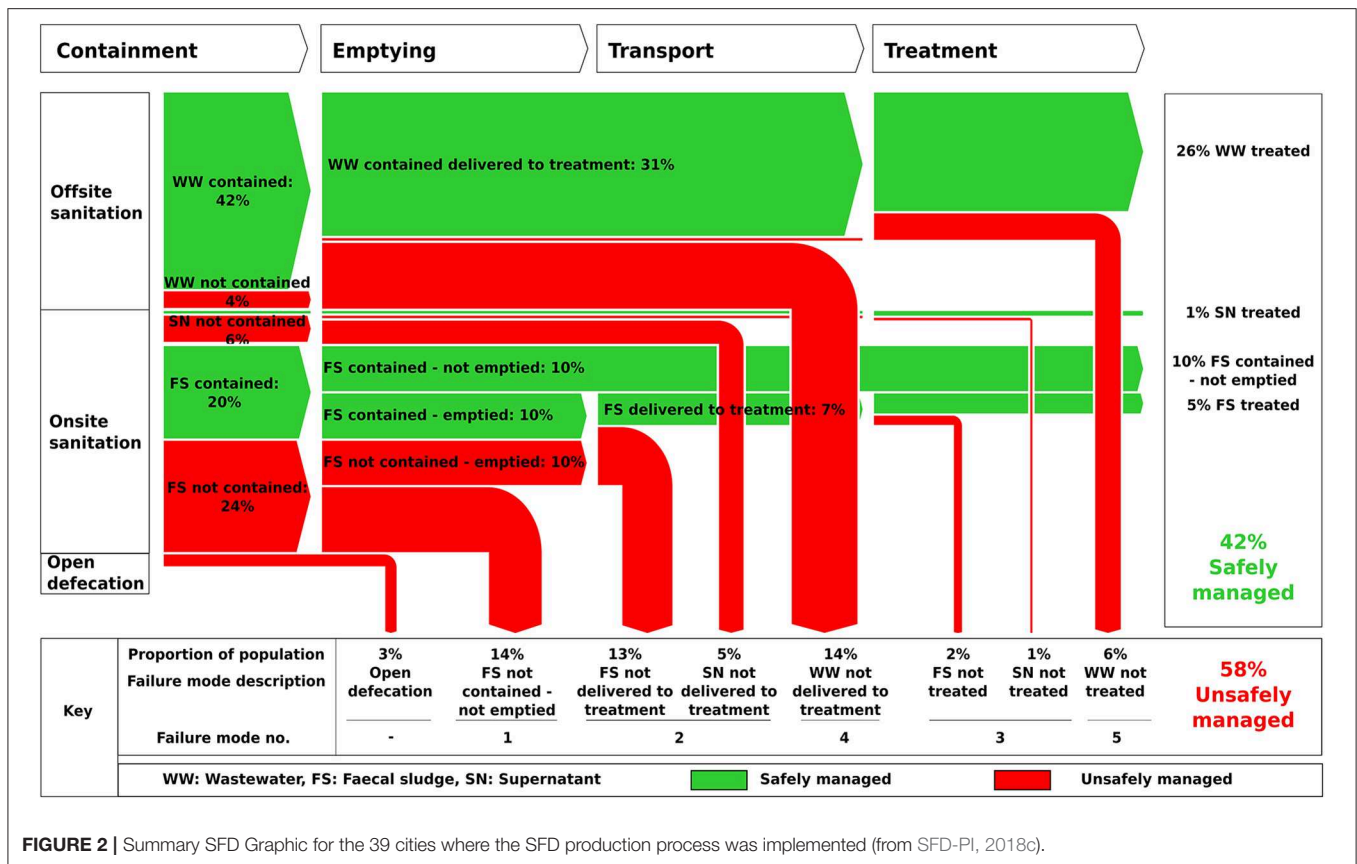 Containment
Emptying
Transport
Treatment
Offsite
sanitation
WW contained:
42%
WW contained delivered to treatment: 31%
26% WW treated
WW not contained
4%
1% SN treated
SN not contained
6%
Onsite
sanitation
FS contained:
20%
FS contained - not emptied: 10%
10% FS contained
- not emptied
FS contained - emptied: 10%
FS delivered to treatment: 7%
5% FS treated
FS not contained - emptied: 10%
FS not contained:
24%
Open
defecation
42%
Safely
managed
Key
Proportion of population
Failure mode description
Failure mode no.
3%
Open
defecation
-
14%
FS not
contained -
not emptied
1
13%
FS not
delivered to
treatment
5%
SN not
delivered to
treatment
2
14%
WW not
delivered to
treatment
4
2%
FS not
treated
1%
SN not
treated
3
6%
WW not
treated
5
58%
Unsafely
managed
WW: Wastewater, FS: Faecal sludge, SN: Supernatant
Safely managed
Unsafely managed
FIGURE 2 | Summary SFD Graphic for the 39 cities where the SFD production process was implemented (from SFD-PI, 2018c).